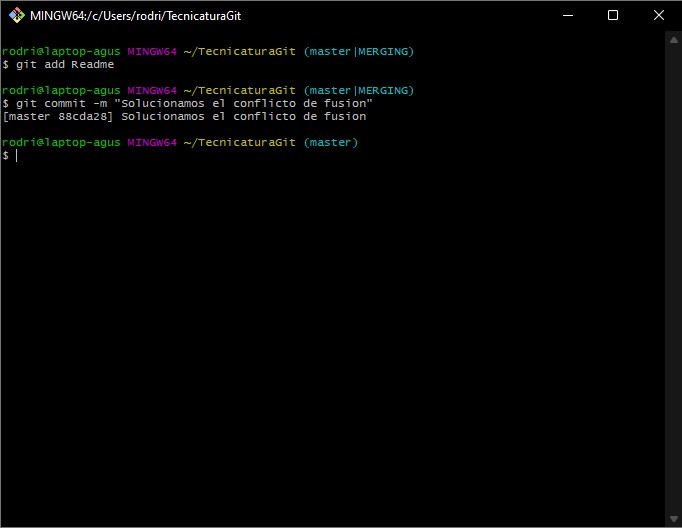 MINGW64:/c/Users/rodri/TecnicaturaGit
rodri@laptop-agus MINGW64 ~/TecnicaturaGit (master|MERGING)
$ git add Readme
rodri@laptop-agus MINGW64 ~/TecnicaturaGit (master|MERGING)
$ git commit -m "Solucionamos el conflicto de fusion"
[master 88cda28] Solucionamos el conflicto de fusion
rodri@laptop-agus MINGW64 ~/TecnicaturaGit (master)
$